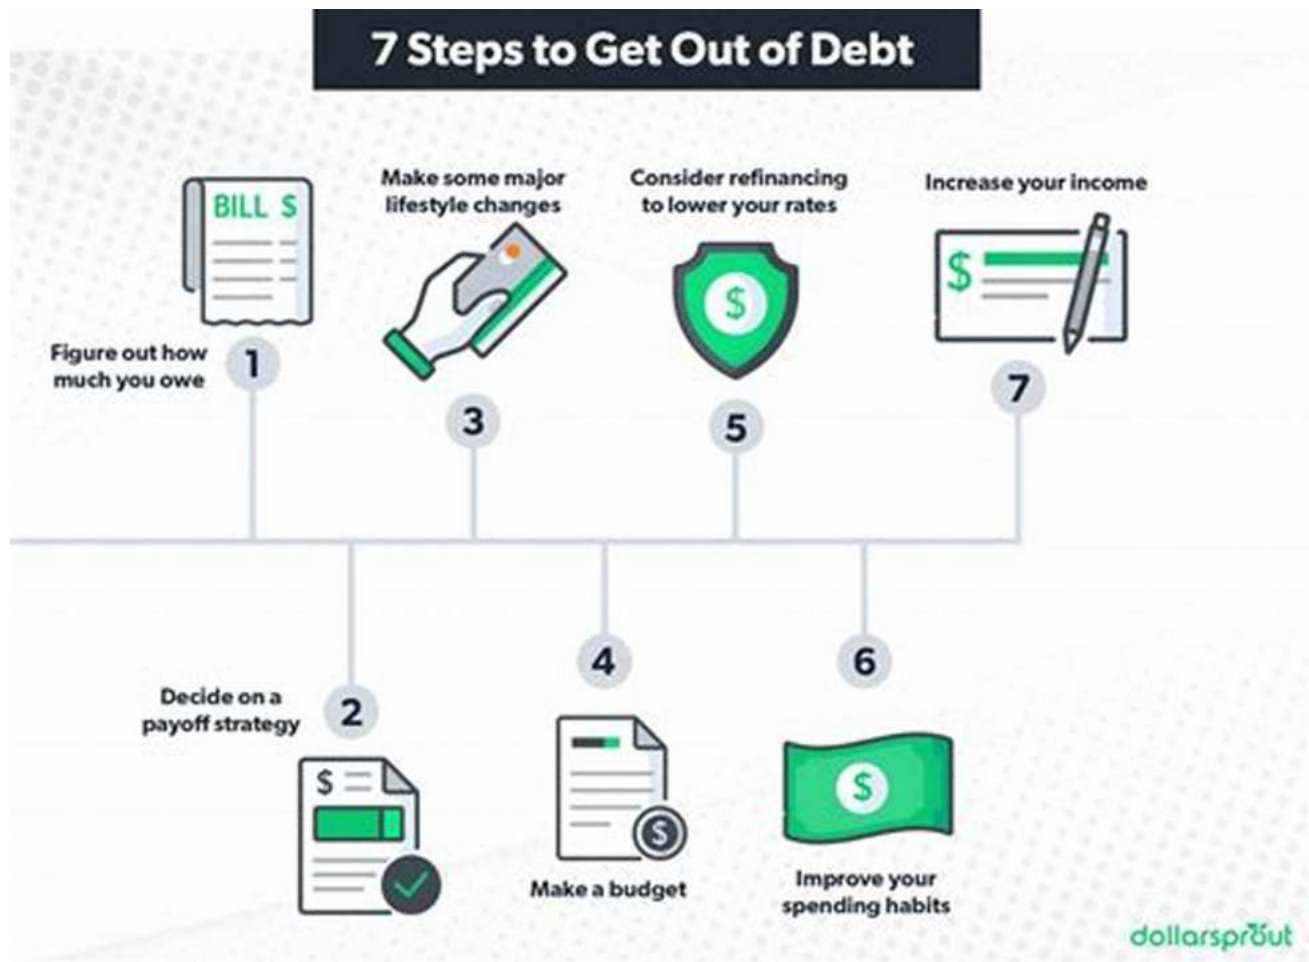 7 Steps to Get Out of Debt
BILL $
Figure out how
much you owe
1
Decide on a
payoff strategy
2
$
Make some major
lifestyle changes
3
4
$
Make a budget
Consider refinancing
to lower your rates
$
5
6
$
Improve your
spending habits
Increase your income
$
7
dollarsprout